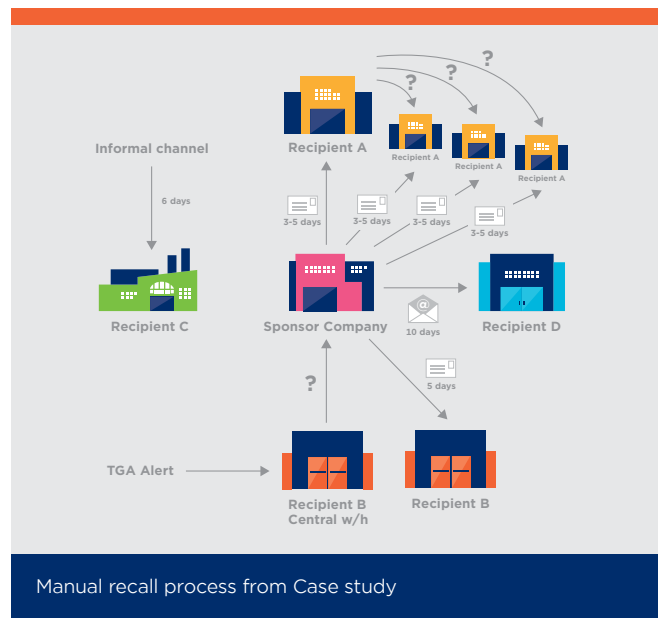 ?
?
?
Informal channel
Recipient A
Recipient A
Recipient A
Recipient A
6 days
3-5 days
3-5 days
3-5 days
3-5 days
Recipient C
Sponsor Company
@
10 days
Recipient D
?
5 days
TGA Alert
Recipient B
Central w/h
Recipient B
Manual recall process from Case study